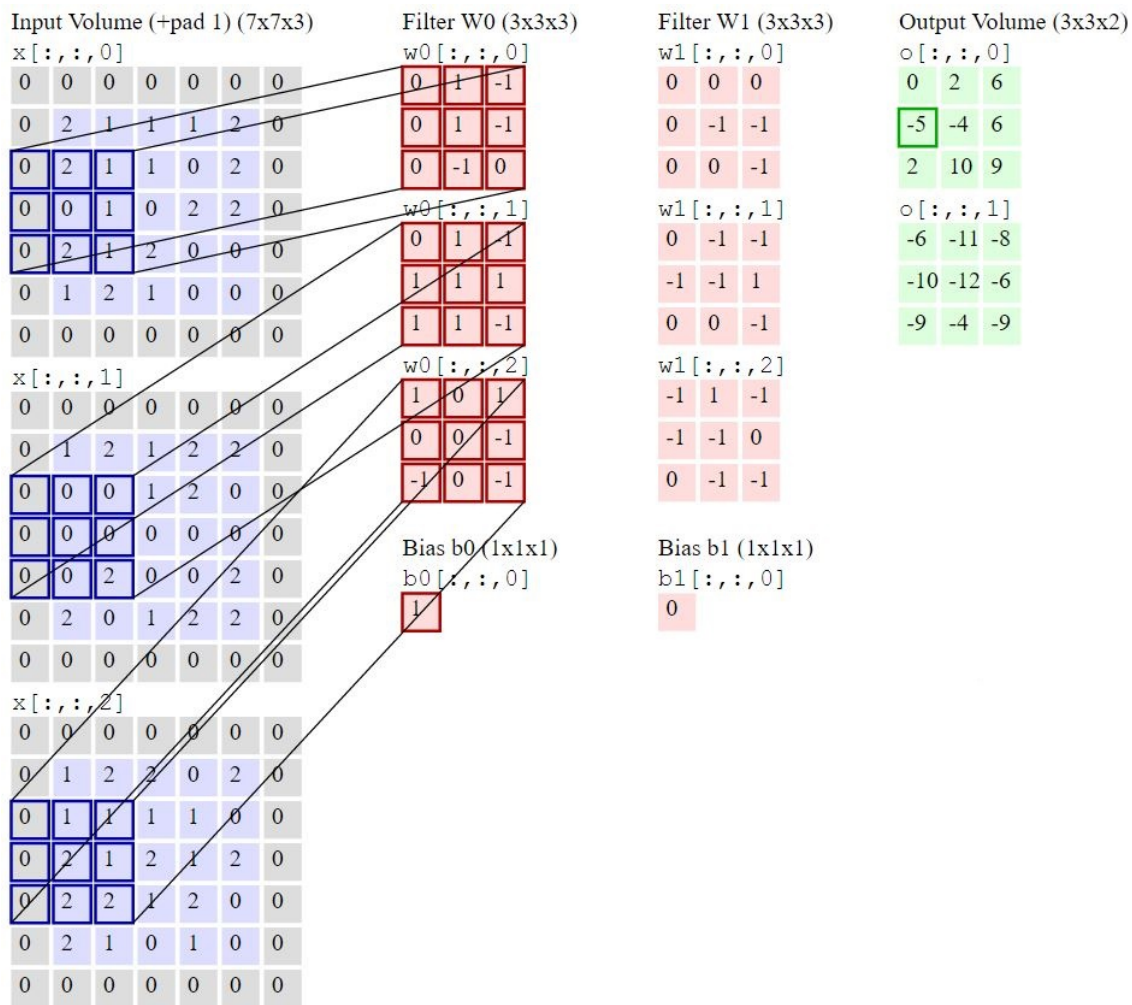 Input Volume (+pad 1) (7x7x3)
x[:,:,0]
0 0 0 0 0 0 0
0 2 1 1 1 2 0
0 2 1 1 0 2 0
0 0 1 0 2 2 0
0 2 1 2 0 0 0
0 1 2 1 0 0 0
0 0 0 0 0 0 0
x[:,:,1]
0 0 0 0 0 0 0
0 1 2 1 2 2 0
0 0 0 1 2 0 0
0 0 0 0 0 0 0
0 0 2 0 0 2 0
0 2 0 1 2 2 0
0 0 0 0 0 0 0
x[:,:,2]
0 0 0 0 0 0 0
0 1 2 2 0 2 0
0 1 1 1 1 0 0
0 2 1 2 1 2 0
0 2 2 1 2 0 0
0 2 1 0 1 0 0
0 0 0 0 0 0 0
Filter W0 (3x3x3)
w0[:,:,0]
0 1 -1
0 1 -1
0 -1 0
w0[:,:,1]
0 1 -1
1 1 1
1 1 -1
w0[:,:,2]
1 0 1
0 0 -1
-1 0 -1
Bias b0 (1x1x1)
b0[:,:,0]
1
Filter W1 (3x3x3)
w1[:,:,0]
0 0 0
0 -1 -1
0 0 -1
w1[:,:,1]
0 -1 -1
-1 -1 1
0 0 -1
w1[:,:,2]
-1 1 -1
-1 -1 0
0 -1 -1
Bias b1 (1x1x1)
b1[:,:,0]
0
Output Volume (3x3x2)
o[:,:,0]
0 2 6
-5 -4 6
2 10 9
o[:,:,1]
-6 -11 -8
-10 -12 -6
-9 -4 -9